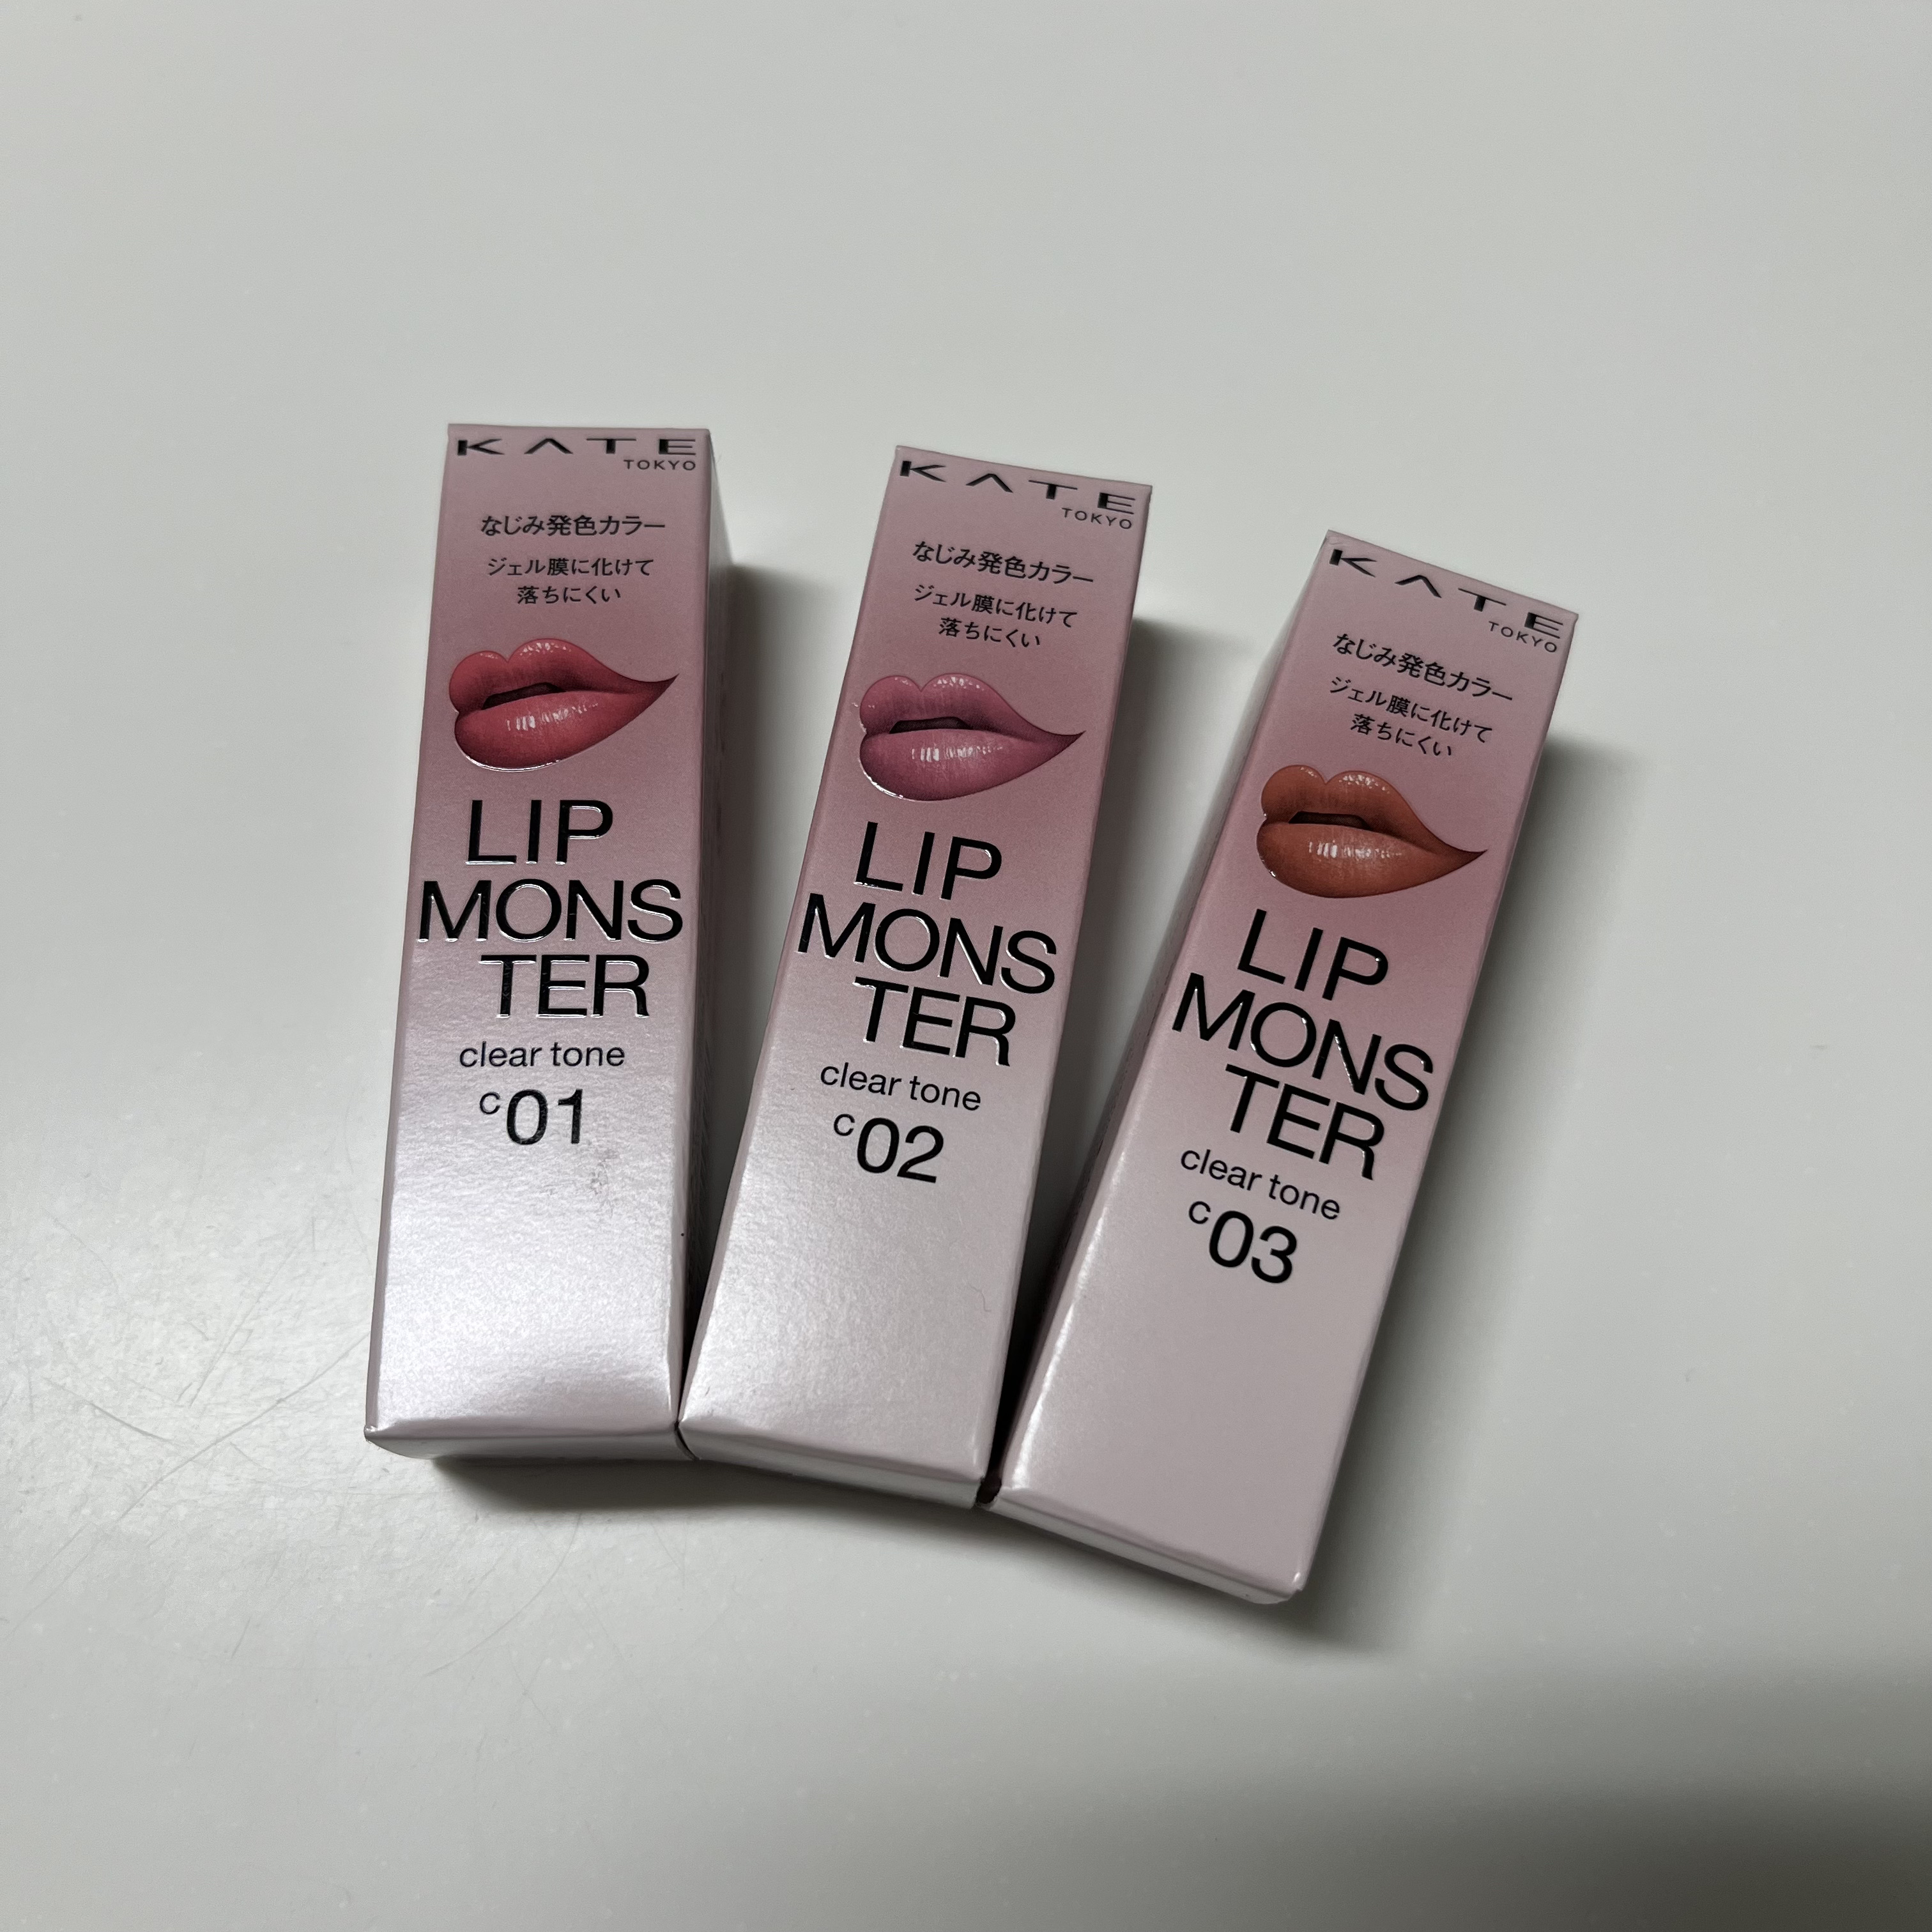 KATE
TOKYO
なじみ発色カラー
ジェル膜に化けて
落ちにくい
LIP
MONS
TER
clear tone
c01
KATE
TOKYO
なじみ発色カラー
ジェル膜に化けて
落ちにくい
LIP
MONS
TER
clear tone
c02
KATE
TOKYO
なじみ発色カラー
ジェル膜に化けて
落ちにくい
LIP
MONS
TER
clear tone
c03